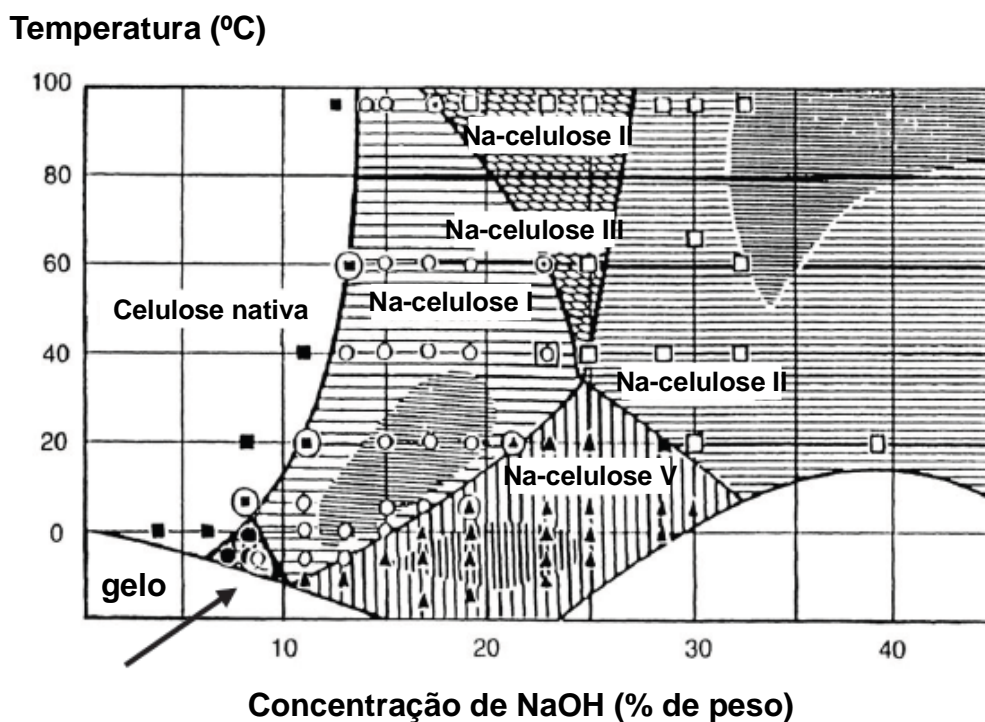 Temperatura (ºC)
100
80
60
40
20
0
Na-celulose II
Na-celulose III
Celulose nativa
Na-celulose I
Na-celulose II
Na-celulose V
gelo
10
20
30
40
Concentração de NaOH (% de peso)